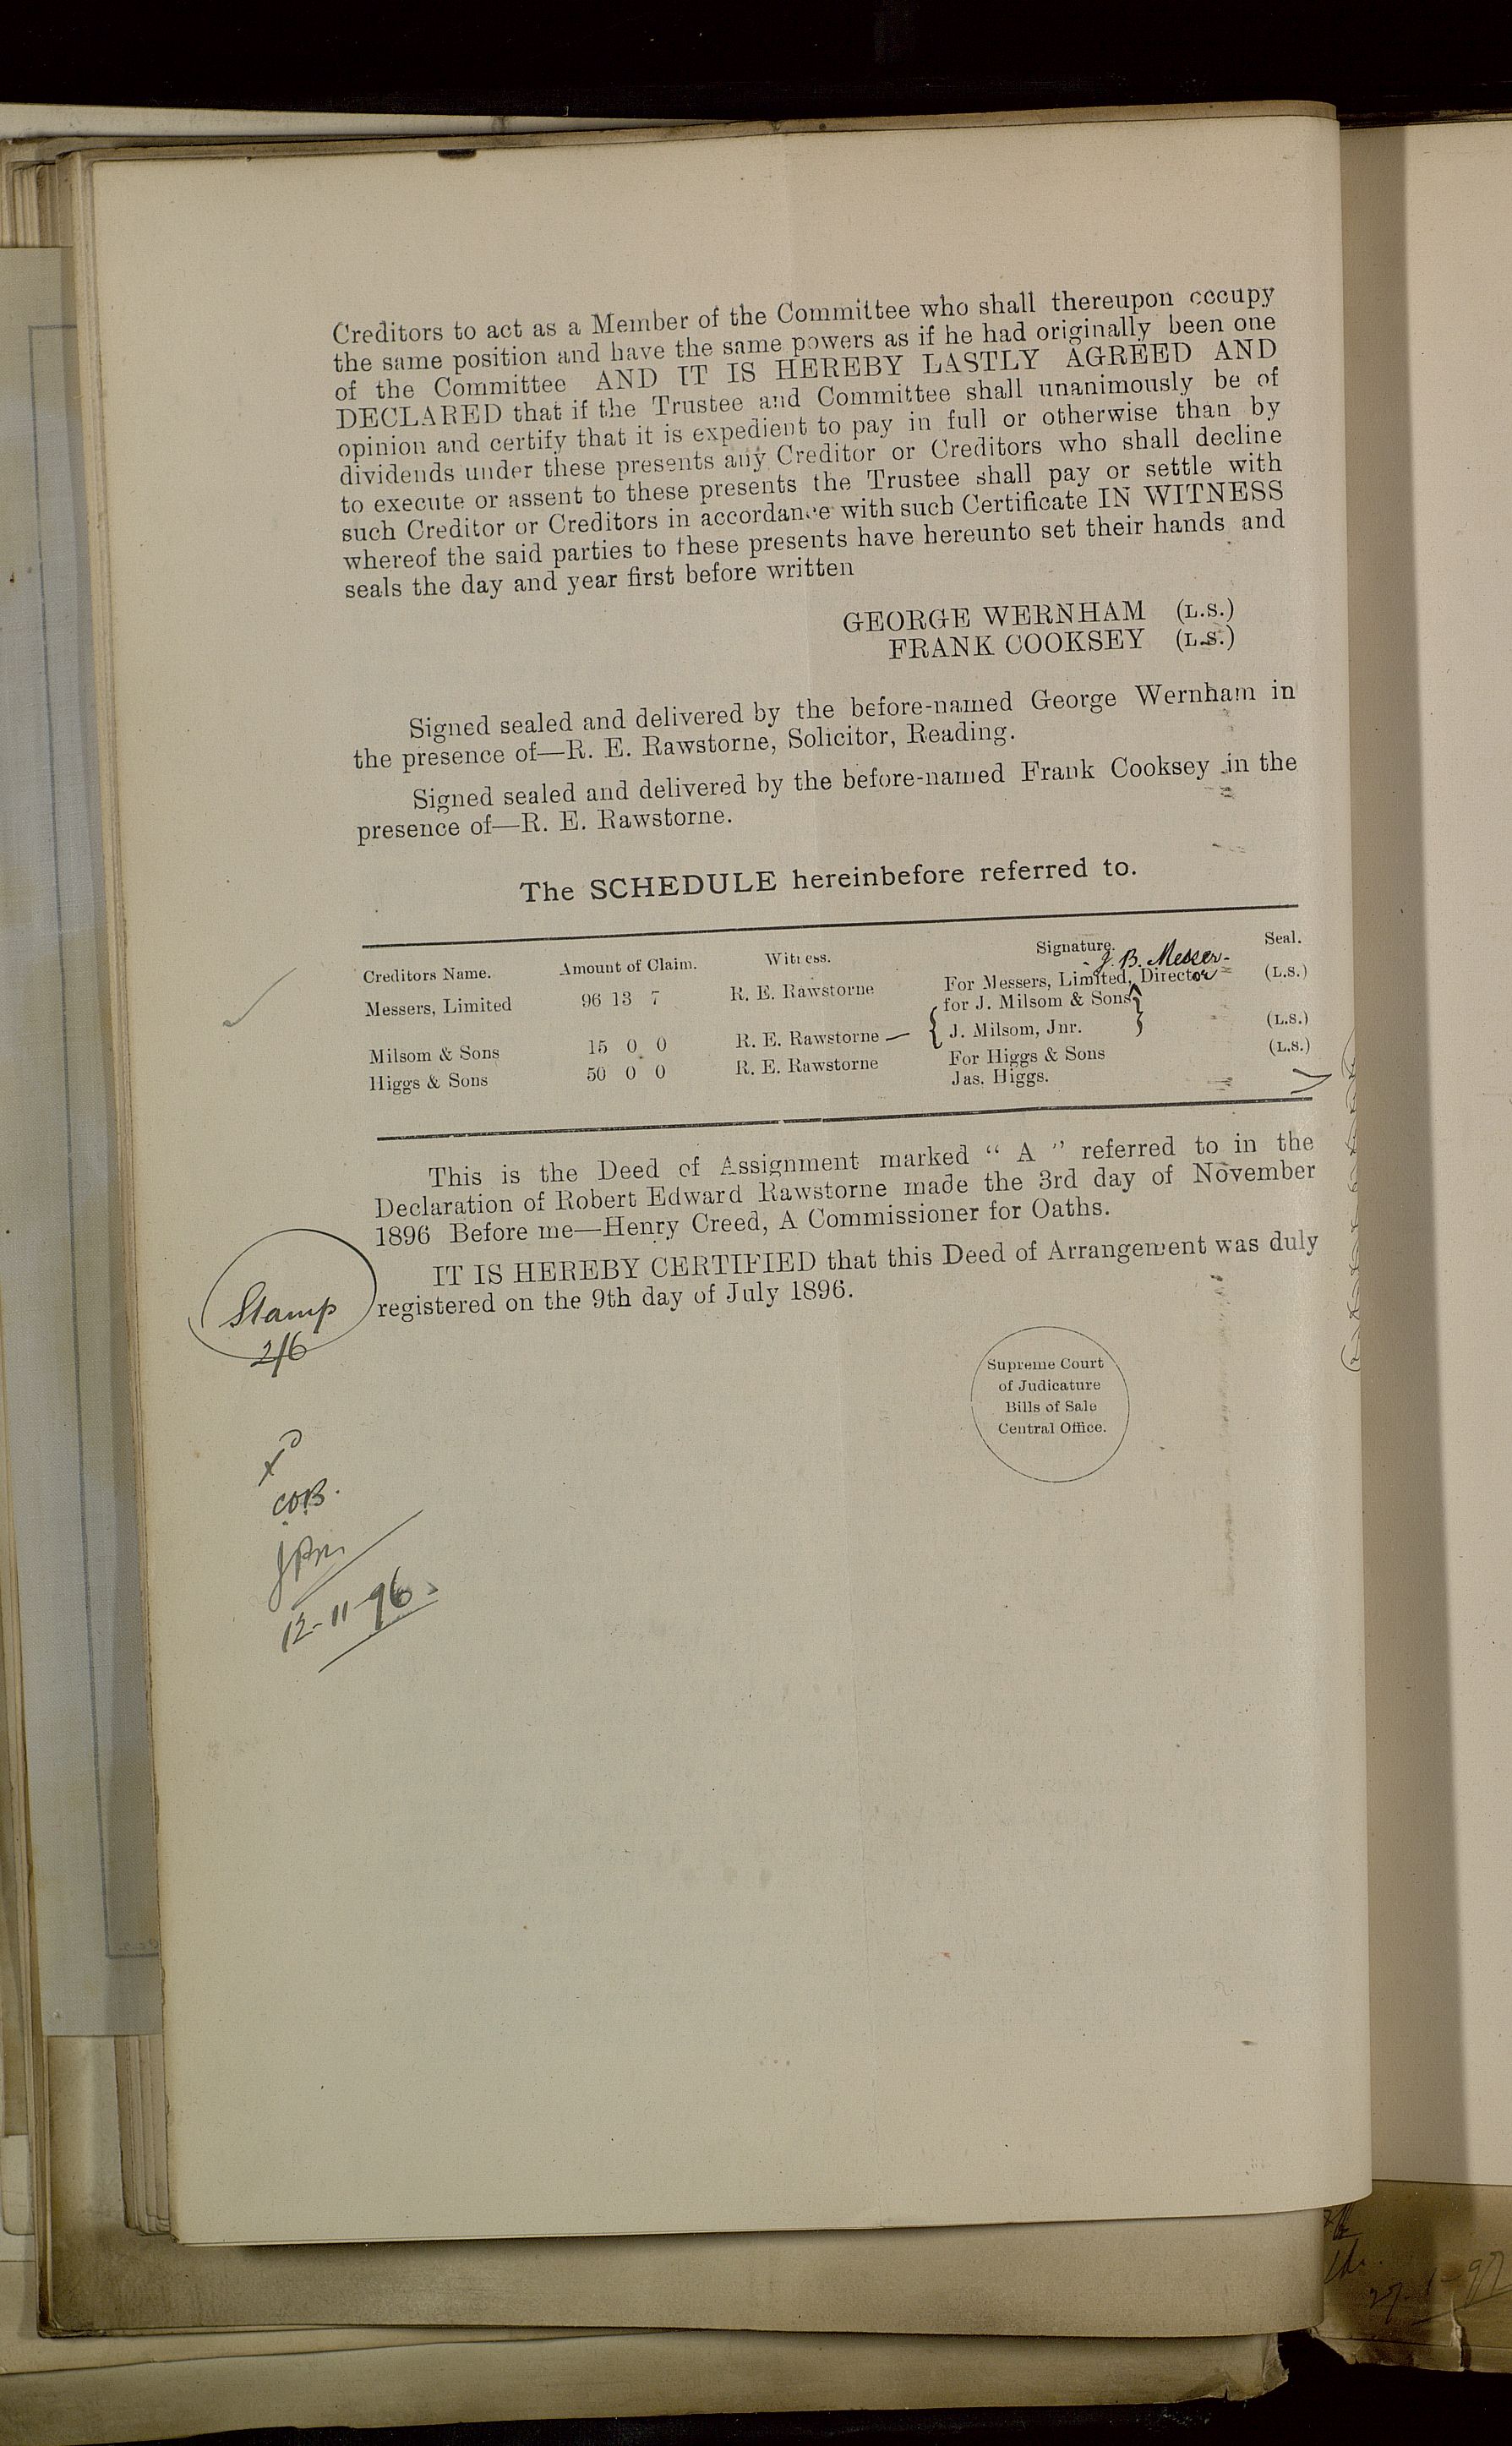 Creditors to act as a Member of the Committee who shall thereupon occupy
the same position and have the same powers as if he had originally been one
of the Committee AND IT IS HEREBY LASTLY AGREED AND
DECLARED that if the Trustee and Committee shall unanimously be of
opinion and certify that it is expedient to pay in full or otherwise than by
dividends under these presents any Creditor or Creditors who shall decline
to execute or assent to these presents the Trustee shall pay or settle with
such Creditor or Creditors in accordance with such Certificate IN WITNESS
whereof the said parties to these presents have hereunto set their hands and
seals the day and year first before written
GEORGE WERNHAM (L.S.)
FRANK COOKSEY (L.S.)
Signed sealed and delivered by the before-named George Wernham in
the presence of—R. E. Rawstorne, Solicitor, Reading.
Signed sealed and delivered by the before-named Frank Cooksey in the
presence of—R. E. Rawstorne.
The SCHEDULE hereinbefore referred to.
Creditors Name. Amount of Claim. Witness. Signature. Seal.
J. B. Messer
Messers, Limited 96 13 7 R. E. Rawstorne For Messers, Limited, Director (L.S.)
for J. Milsom & Sons
Milsom & Sons 15 0 0 R. E. Rawstorne — { J. Milsom, Jnr. } (L.S.)
Higgs & Sons 50 0 0 R. E. Rawstorne For Higgs & Sons (L.S.)
Jas. Higgs.
This is the Deed of Assignment marked “ A ” referred to in the
Declaration of Robert Edward Rawstorne made the 3rd day of November
1896 Before me—Henry Creed, A Commissioner for Oaths.
IT IS HEREBY CERTIFIED that this Deed of Arrangement was duly
registered on the 9th day of July 1896.
Stamp
2/6
Supreme Court
of Judicature
Bills of Sale
Central Office.
12-11-96